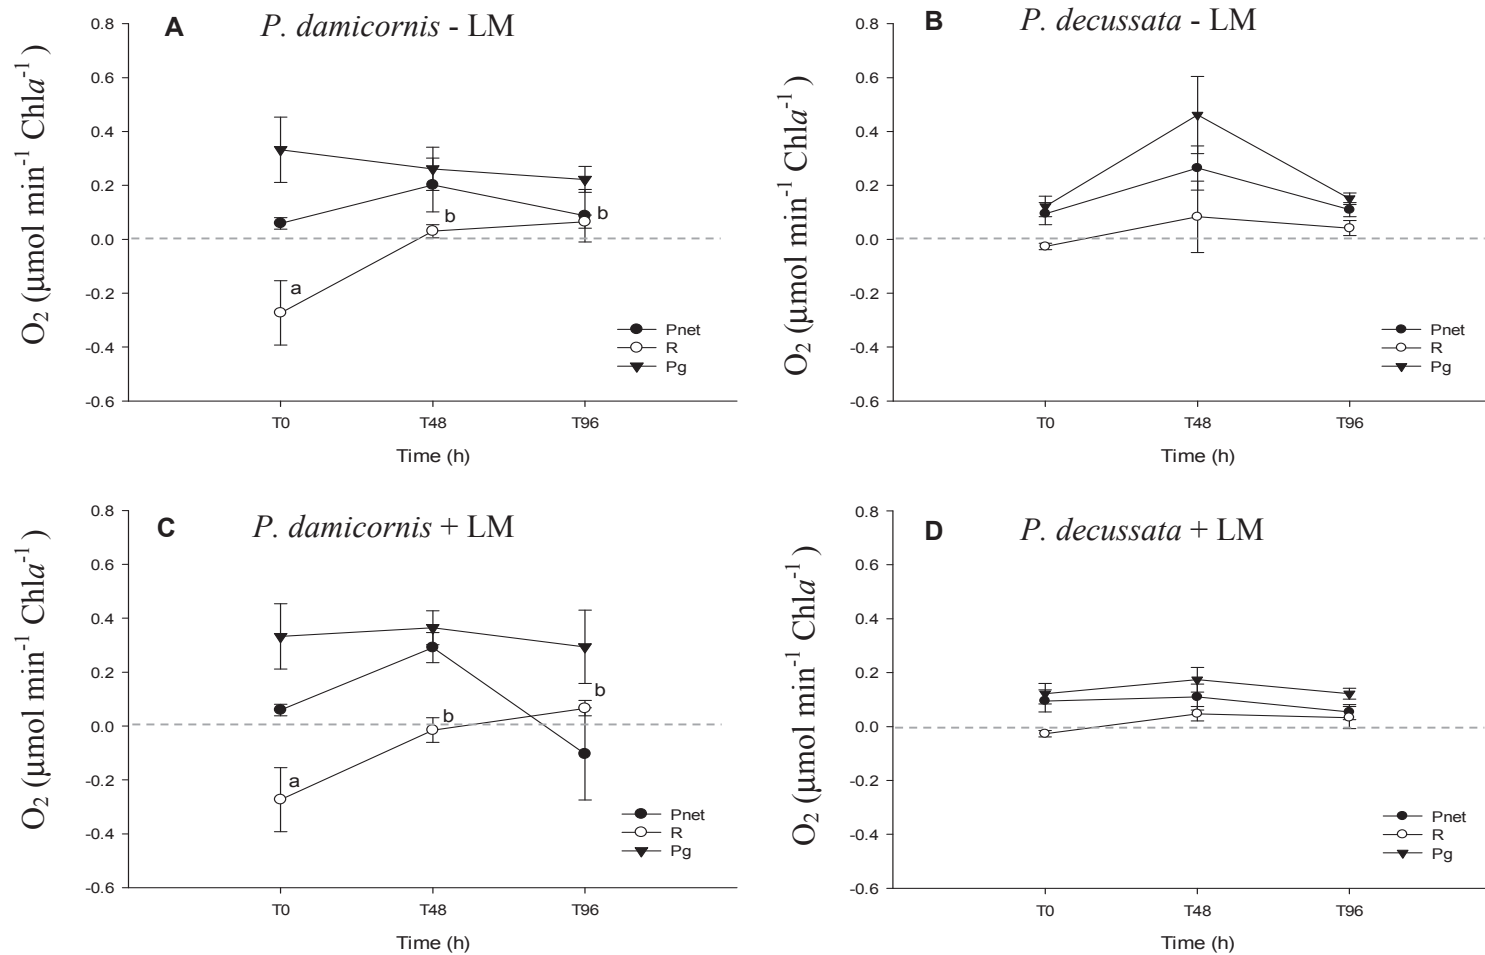 A P. damicornis - LM
O2 (µmol min-1 Chla-1)
0.8
0.6
0.4
0.2
0.0
-0.2
-0.4
-0.6
a
b
b
Pnet
R
Pg
T0 T48 T96
Time (h)
B P. decussata - LM
O2 (µmol min-1 Chla-1)
0.8
0.6
0.4
0.2
0.0
-0.2
-0.4
-0.6
Pnet
R
Pg
T0 T48 T96
Time (h)
C P. damicornis + LM
O2 (µmol min-1 Chla-1)
0.8
0.6
0.4
0.2
0.0
-0.2
-0.4
-0.6
a
b
b
Pnet
R
Pg
T0 T48 T96
Time (h)
D P. decussata + LM
O2 (µmol min-1 Chla-1)
0.8
0.6
0.4
0.2
0.0
-0.2
-0.4
-0.6
Pnet
R
Pg
T0 T48 T96
Time (h)